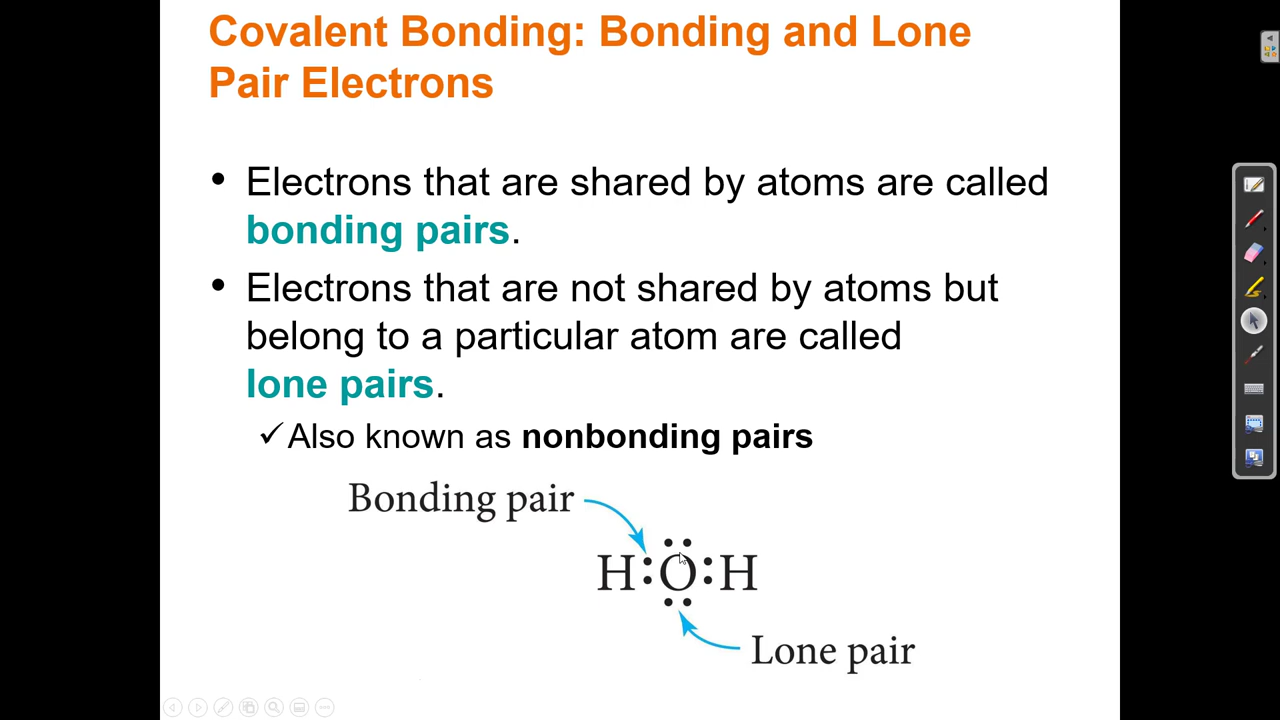 Covalent Bonding: Bonding and Lone
Pair Electrons
• Electrons that are shared by atoms are called
bonding pairs.
• Electrons that are not shared by atoms but
belong to a particular atom are called
lone pairs.
✓Also known as nonbonding pairs
Bonding pair
H:O:H
Lone pair